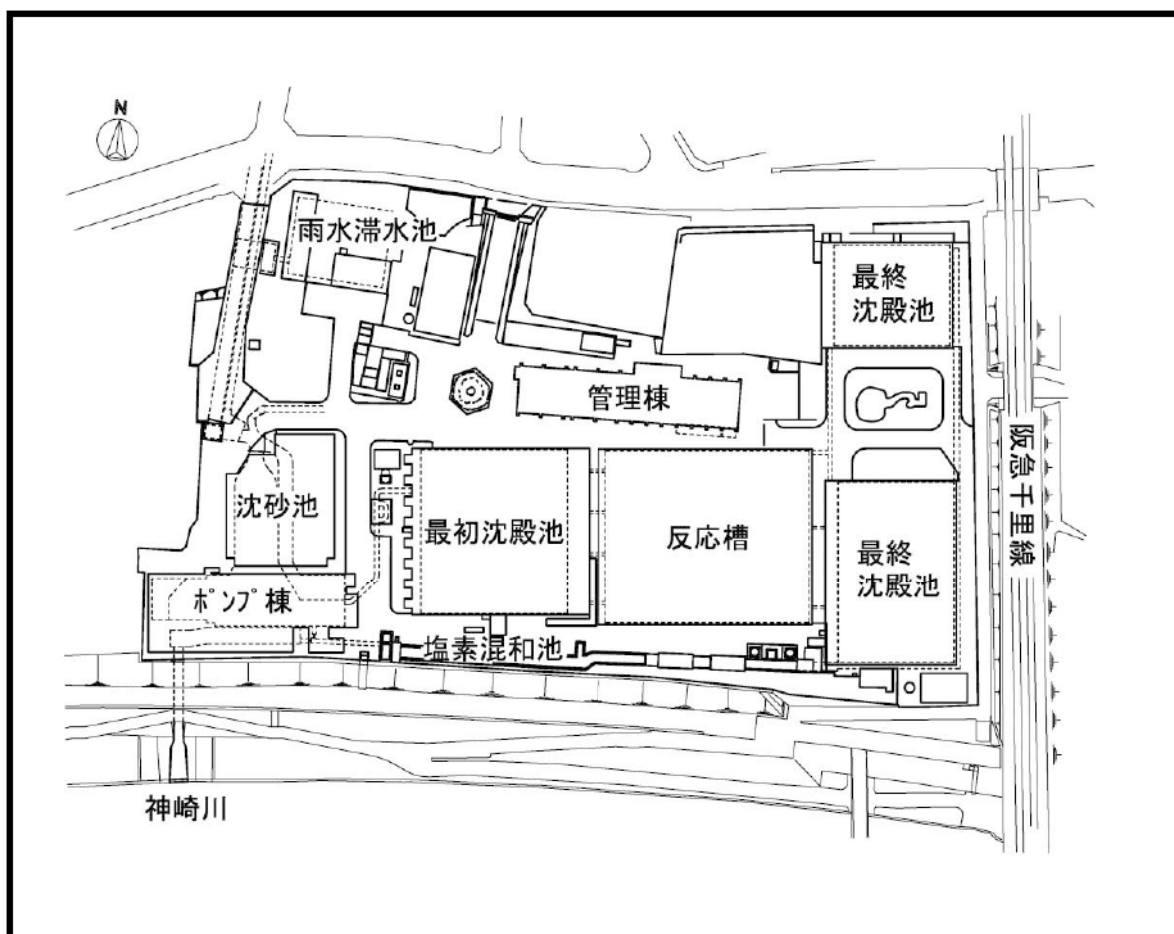 N
雨水滞水池
最終
沈殿池
管理棟
阪急千里線
沈砂池
最初沈殿池
反応槽
最終
沈殿池
ﾎﾟﾝﾌﾟ棟
塩素混和池
神崎川